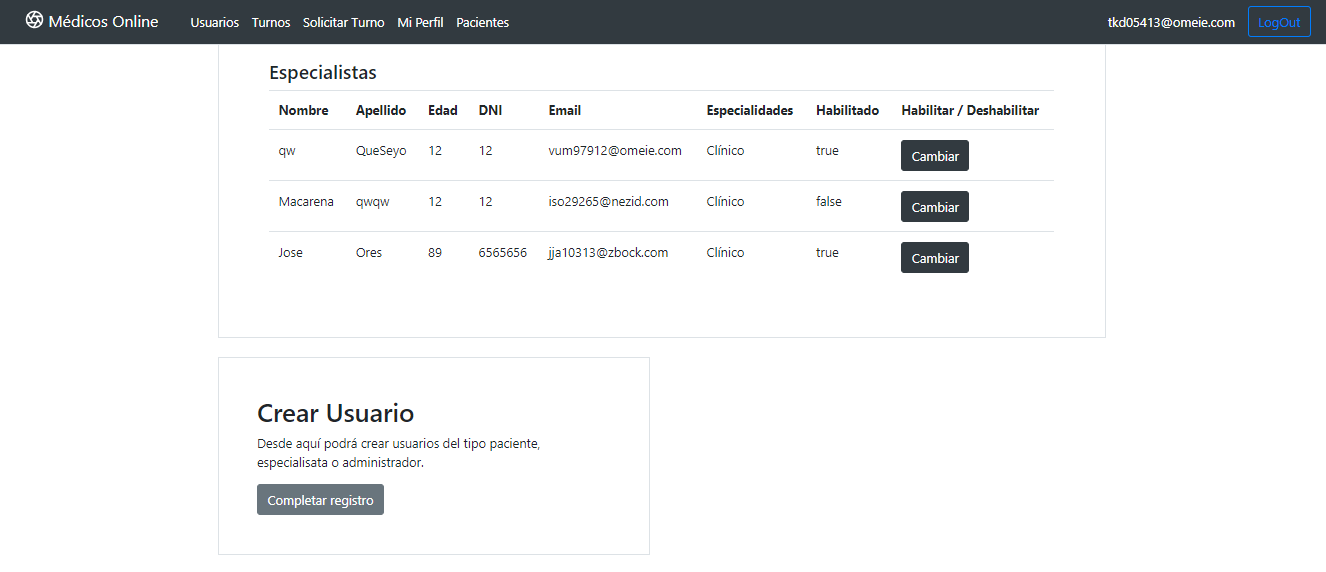 Médicos Online Usuarios Turnos Solicitar Turno Mi Perfil Pacientes tkd05413@omeie.com LogOut
Especialistas
Nombre Apellido Edad DNI Email Especialidades Habilitado Habilitar / Deshabilitar
qw QueSeyo 12 12 vum97912@omeie.com Clínico true Cambiar
Macarena qwqw 12 12 iso29265@nezid.com Clínico false Cambiar
Jose Ores 89 6565656 jja10313@zbock.com Clínico true Cambiar
Crear Usuario
Desde aquí podrá crear usuarios del tipo paciente,
especialisata o administrador.
Completar registro